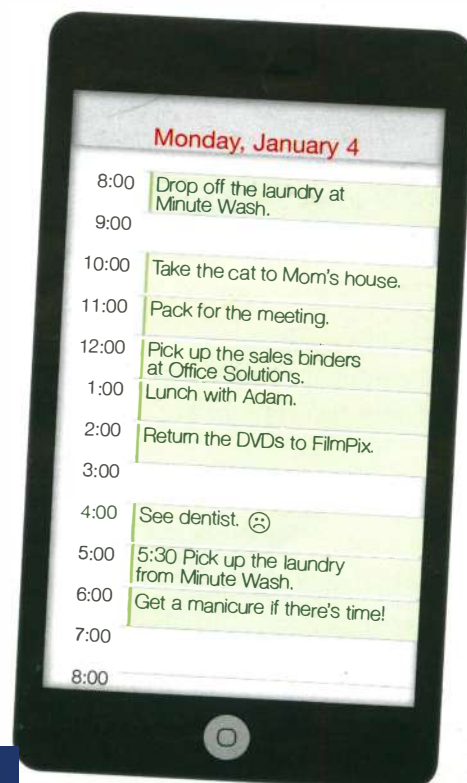 Monday, January 4
8:00 Drop off the laundry at
Minute Wash.
9:00
10:00 Take the cat to Mom's house.
11:00 Pack for the meeting.
12:00 Pick up the sales binders
at Office Solutions.
1:00 Lunch with Adam.
2:00 Return the DVDs to FilmPix.
3:00
4:00 See dentist. ☹
5:00 5:30 Pick up the laundry
from Minute Wash.
6:00 Get a manicure if there's time!
7:00
8:00